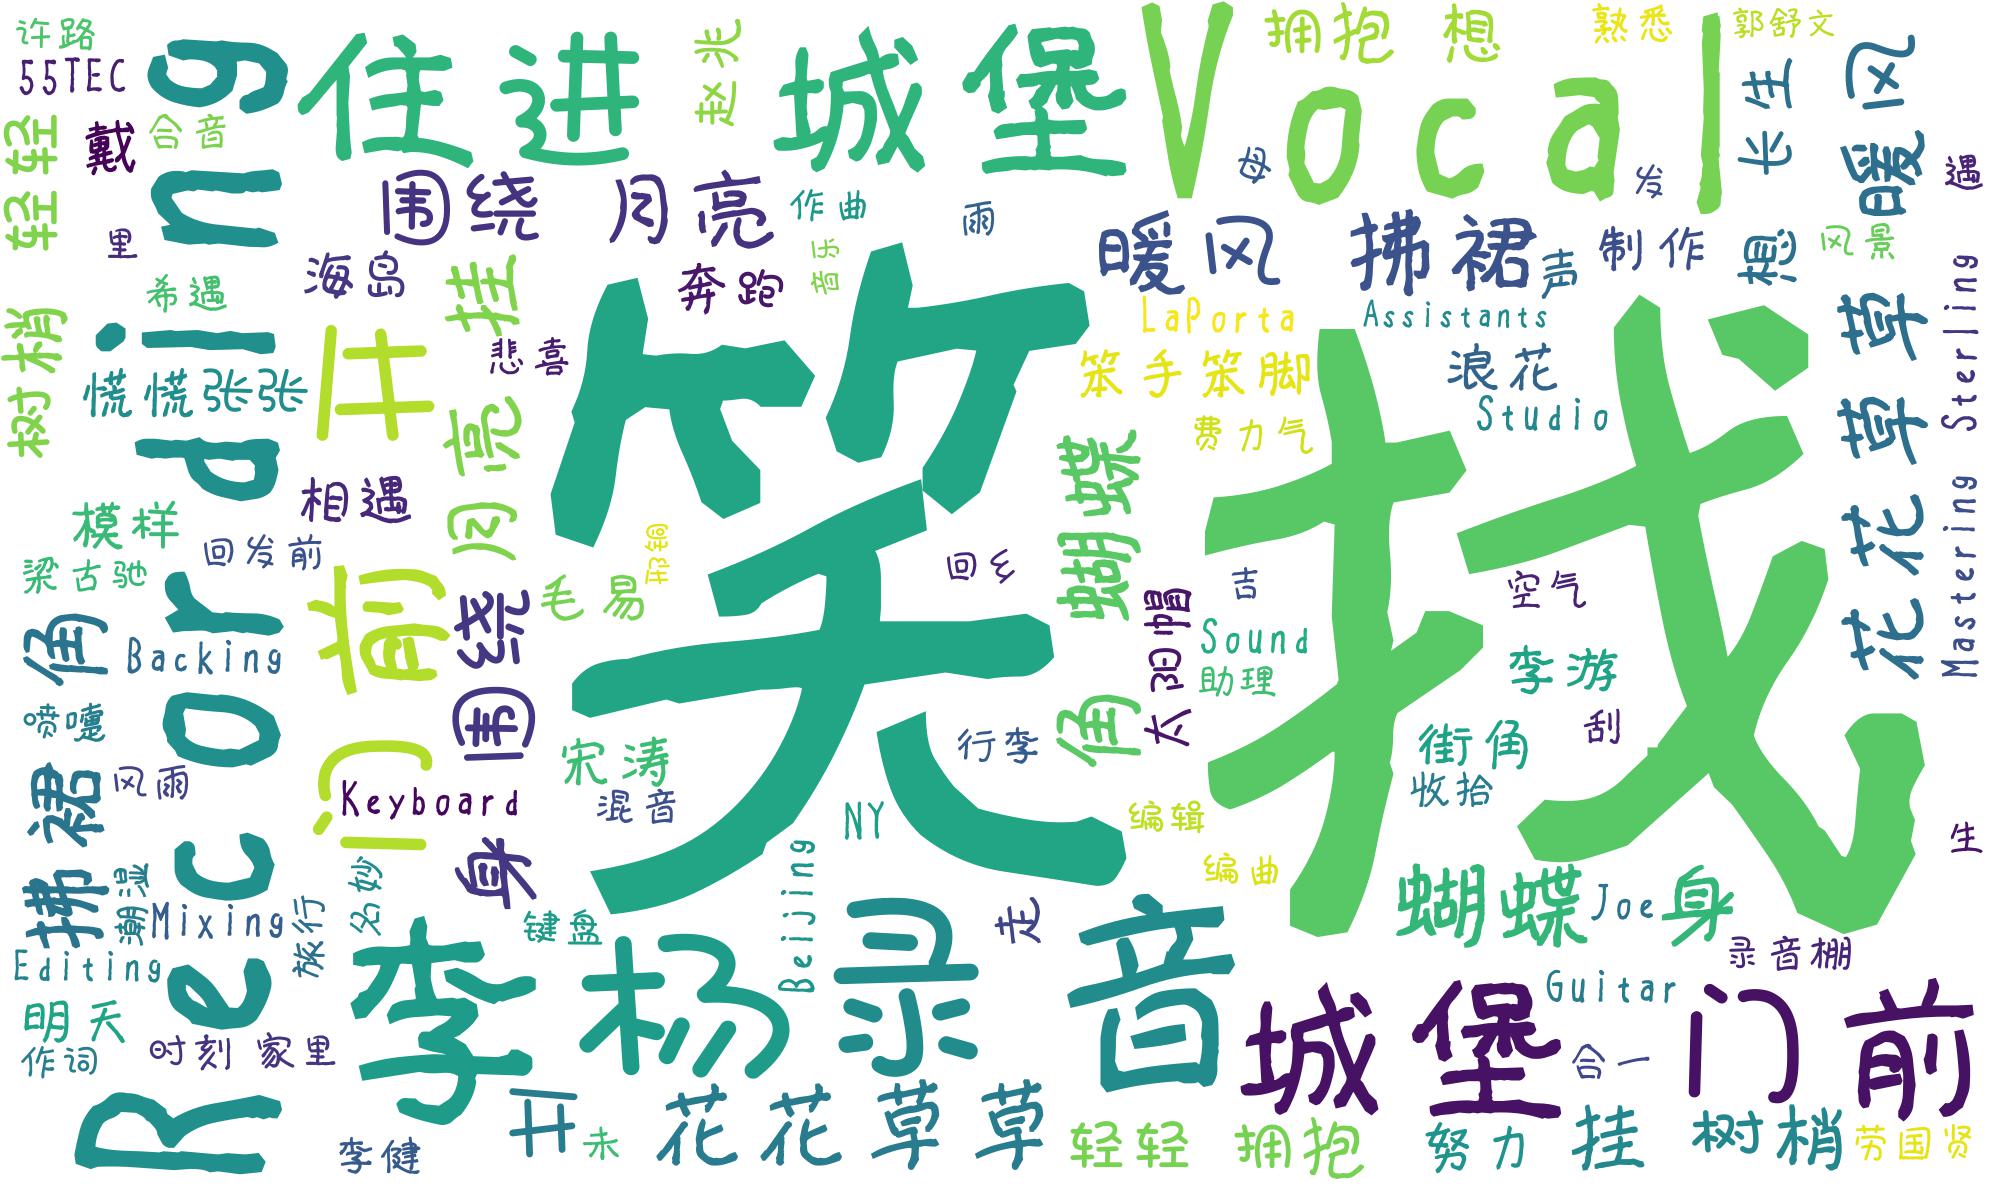 许路
55TEC
轻轻
戴
合音
里
希遇
树梢
慌慌张张
Recording
住进
城堡
赵兆
Vocal
拥抱
想
熟悉
郭舒文
长生
暖风
遇
母
发
围绕
月亮
作曲
雨
音乐
海岛
挂
奔跑
暖风
拂裙
声
制作
想
风景
悲喜
开
月亮
笑
找
LaPorta
Assistants
笨手笨脚
浪花
Studio
费力气
花花草草
Mastering
Sterling
相遇
模样
回发前
梁古驰
角
Backing
喷嚏
门前
围绕
毛易
邢铜
回乡
蝴蝶
角
太阳帽
吉
空气
Sound
助理
李游
街角
刮
收拾
行李
宋涛
混音
NY
拂裙
风雨
Keyboard
身
名妙
潮湿
Mixing
旅行
键盘
Beijing
走
编辑
编曲
蝴蝶
Joe
身
生
录音棚
Editing
明天
作词
时刻
家里
李杨
录音
城堡
Guitar
合一
门前
李健
开
未
花花草草
轻轻
拥抱
努力
挂
树梢
劳国贤